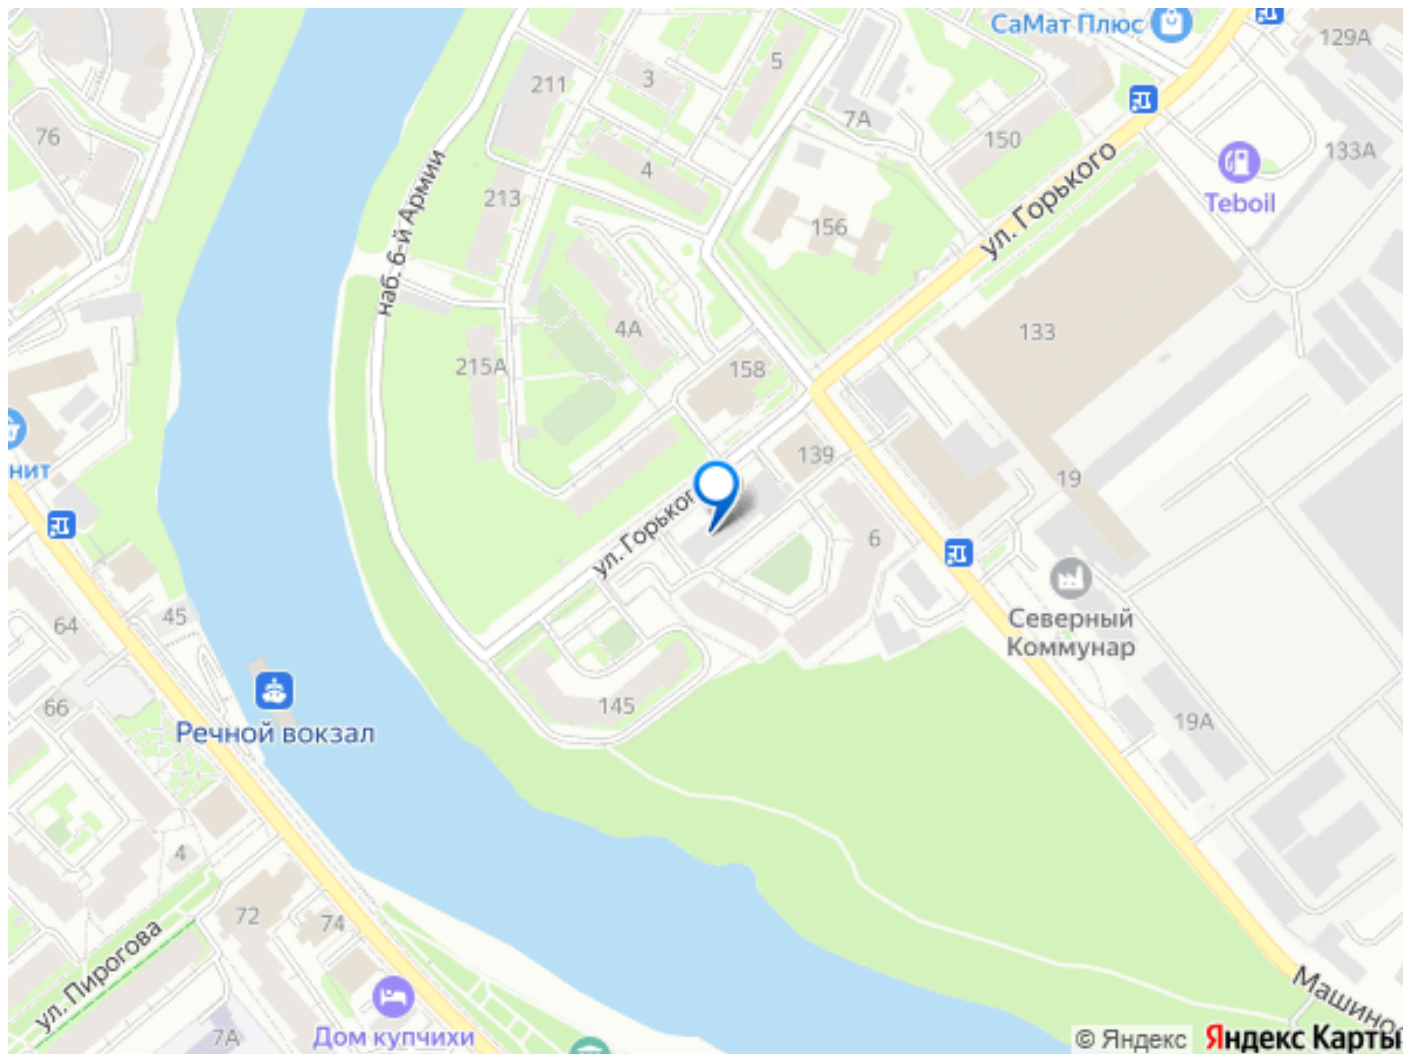 СаМат Плюс
129А
5
211
3
7А
76
150
133А
4
Teboil
213
наб. 6-й Армии
156
ул. Горького
4А
133
215А
158
нит
139
19
ул. Горьког
6
45
64
Северный
Коммунар
66
145
19А
Речной вокзал
4
72
74
ул. Пирогова
7А
Дом купчихи
Машинос
© Яндекс
Яндекс Карты